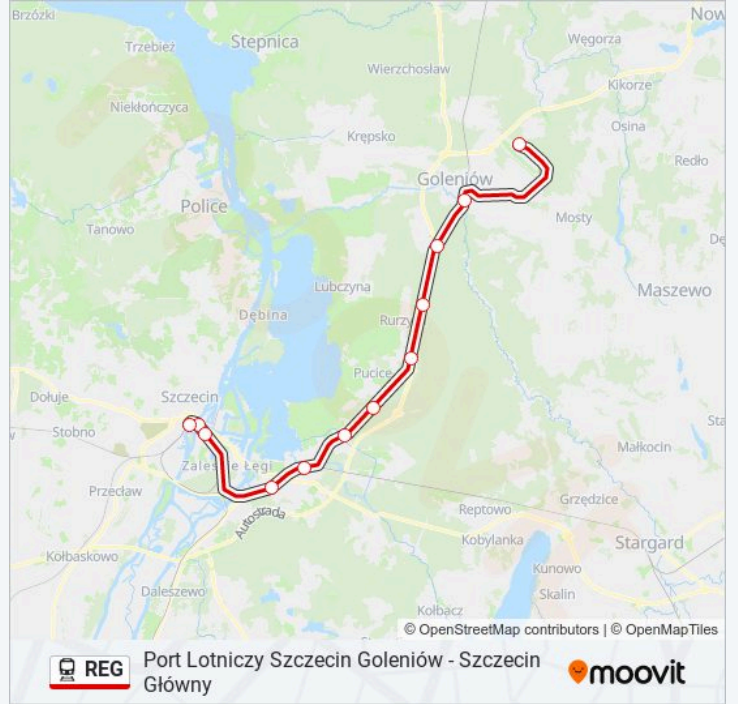 Brzózki
Now
Trzebież
Stepnica
Węgorza
Wierzchosław
Kikorze
Niekłończyca
Osina
Krępsko
Redło
Goleniów
Police
Mosty
Tanowo
Dę
Lubczyna
Maszewo
Dębina
Rurzy
Pucice
Dołuje
Szczecin
Sta
Stobno
w
Małkocin
Zales e Łęgi
Przecław
Grzędzice
Reptowo
Autostrada
Kobylanka
Stargard
Kołbaskowo
Kunowo
Daleszewo
Skalin
Kołbacz
© OpenStreetMap contributors | © OpenMapTiles
REG
Port Lotniczy Szczecin Goleniów - Szczecin
Główny
moovit